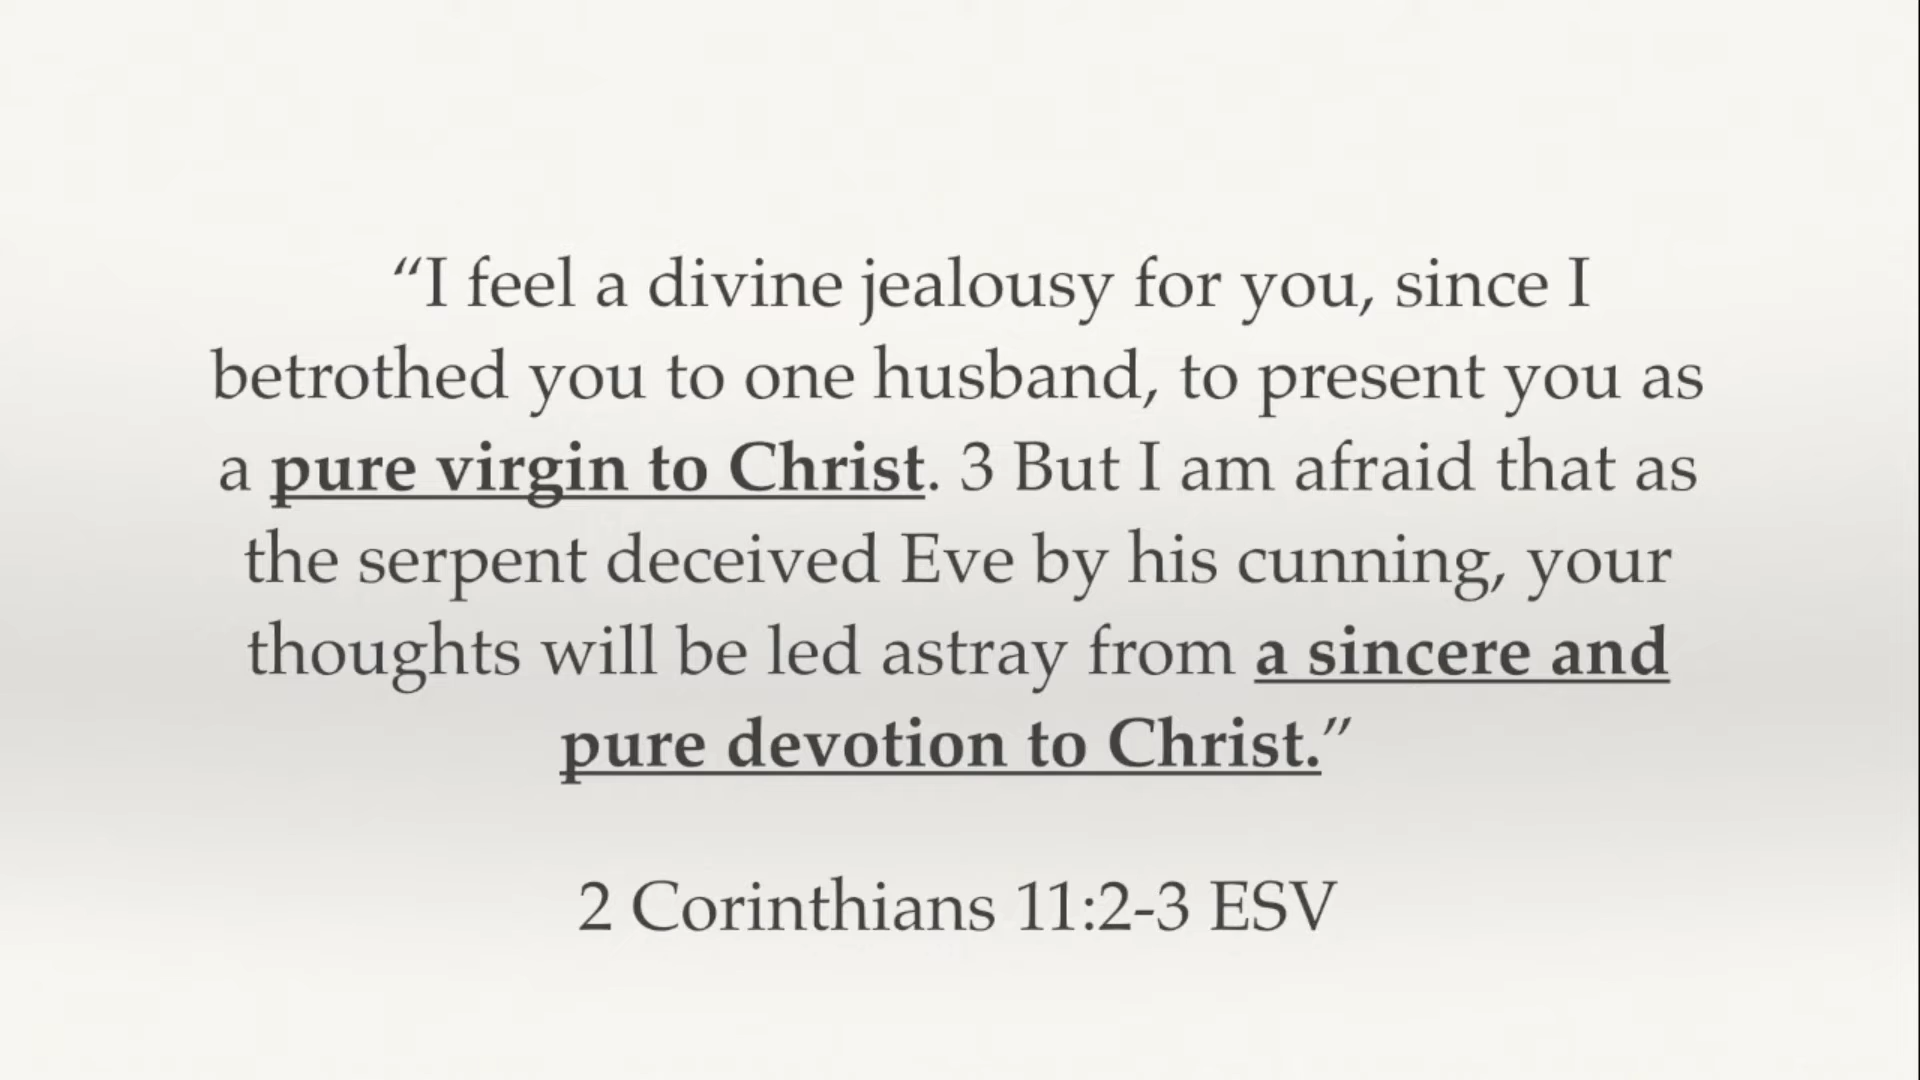 “I feel a divine jealousy for you, since I
betrothed you to one husband, to present you as
a pure virgin to Christ. 3 But I am afraid that as
the serpent deceived Eve by his cunning, your
thoughts will be led astray from a sincere and
pure devotion to Christ.”
2 Corinthians 11:2-3 ESV